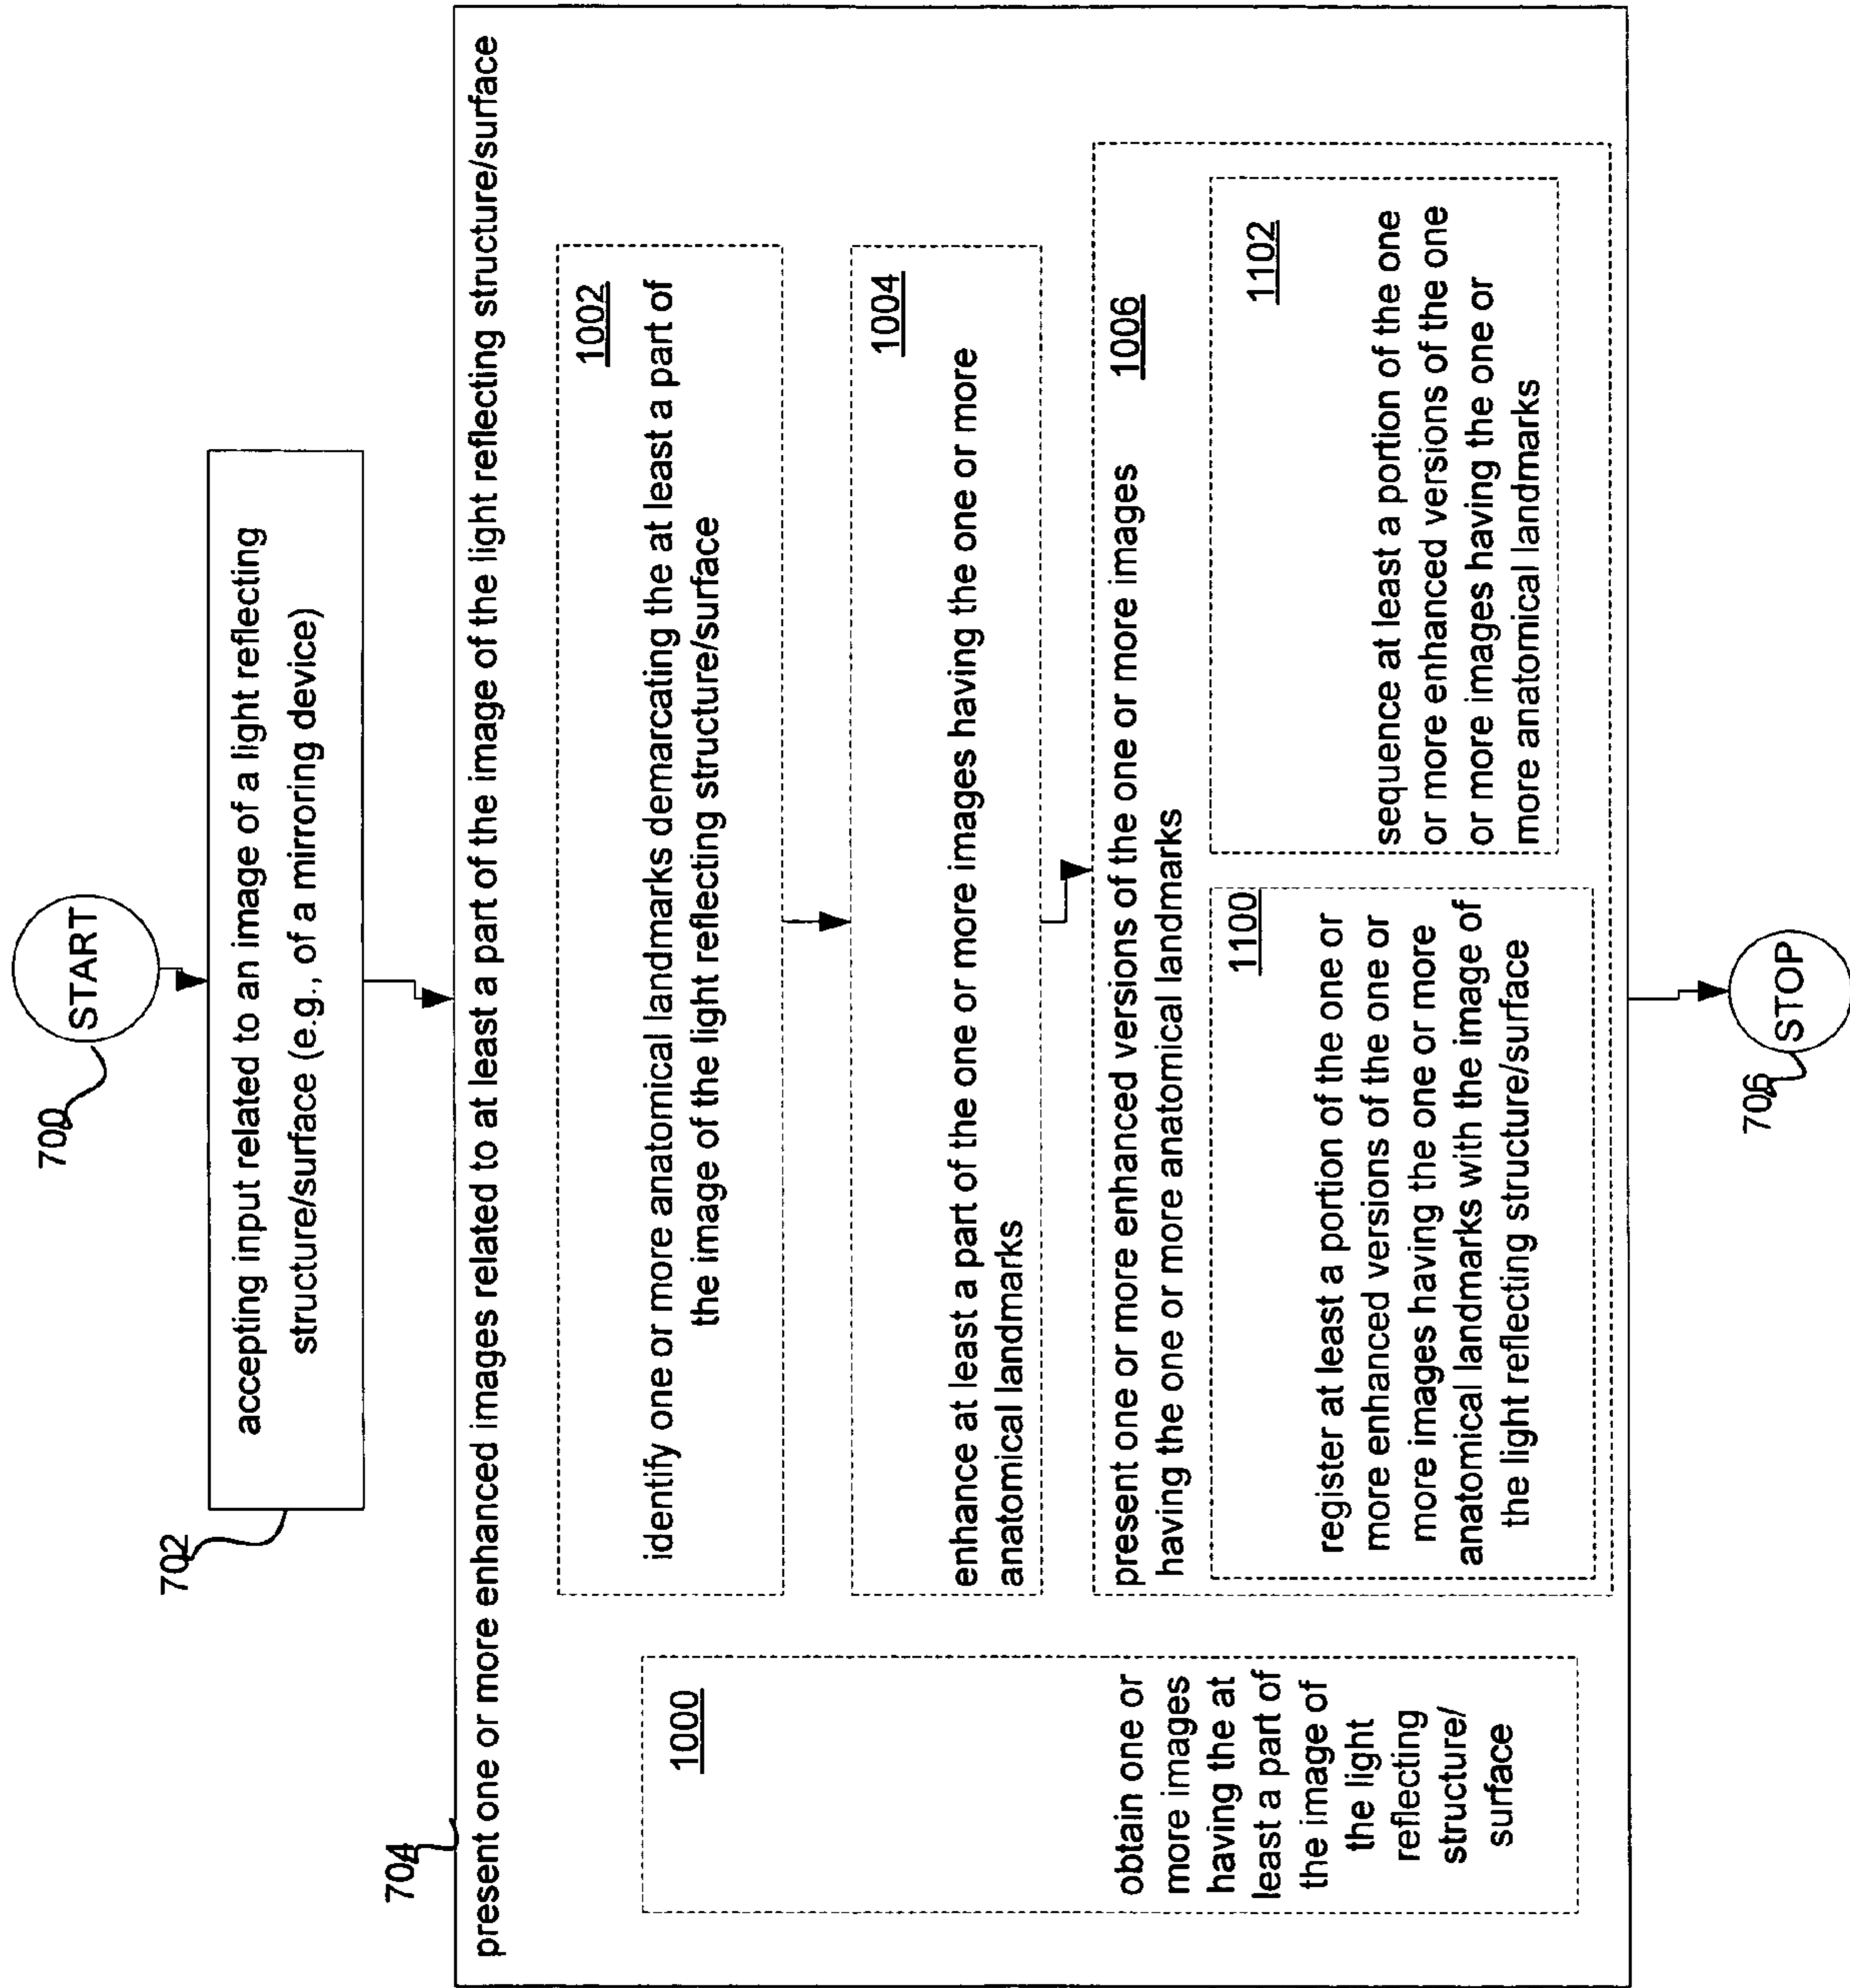 700
START
702
accepting input related to an image of a light reflecting
structure/surface (e.g., of a mirroring device)
704
present one or more enhanced images related to at least a part of the image of the light reflecting structure/surface
1000
obtain one or
more images
having the at
least a part of
the image of
the light
reflecting
structure/
surface
1002
identify one or more anatomical landmarks demarcating the at least a part of
the image of the light reflecting structure/surface
1004
enhance at least a part of the one or more images having the one or more
anatomical landmarks
present one or more enhanced versions of the one or more images 1006
having the one or more anatomical landmarks
1100
register at least a portion of the one or
more enhanced versions of the one or
more images having the one or more
anatomical landmarks with the image of
the light reflecting structure/surface
1102
sequence at least a portion of the one
or more enhanced versions of the one
or more images having the one or
more anatomical landmarks
706
STOP